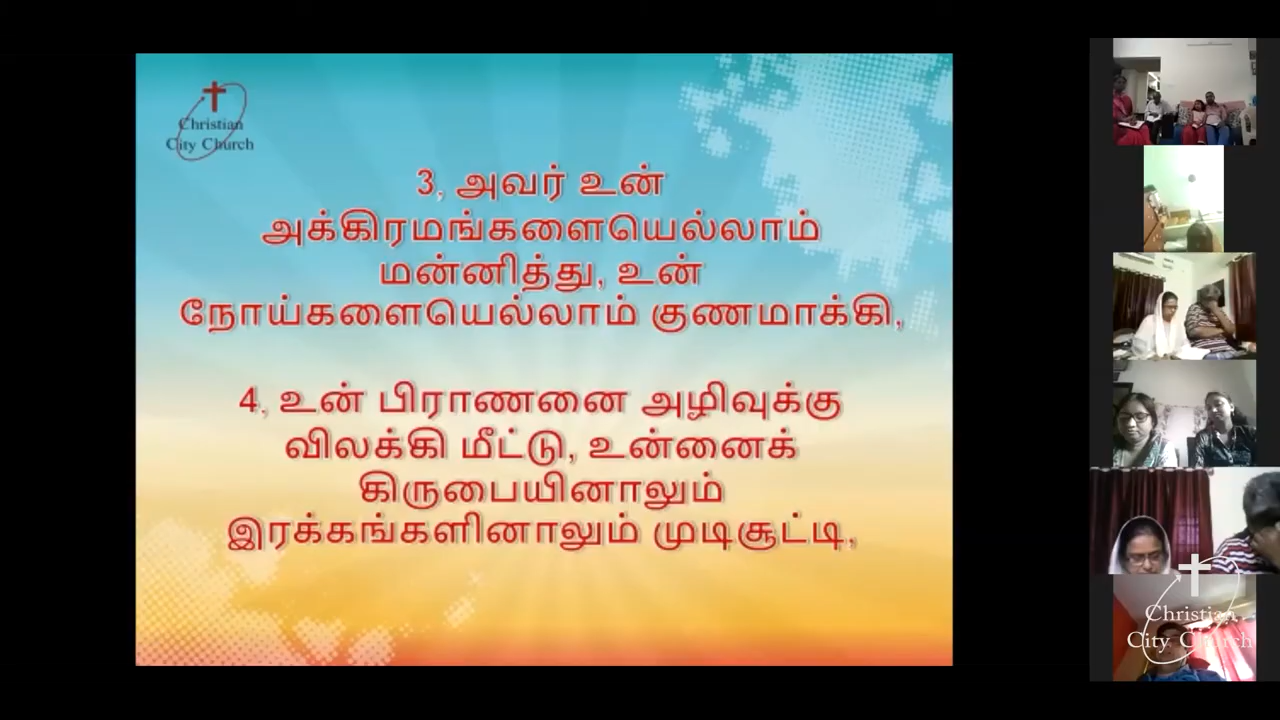 Christian
City Church
3, அவர் உன்
அக்கிரமங்களையெல்லாம்
மன்னித்து, உன்
நோய்களையெல்லாம் குணமாக்கி,
4, உன் பிராணனை அழிவுக்கு
விலக்கி மீட்டு, உன்னைக்
கிருபையினாலும்
இரக்கங்களினாலும் முடிசூட்டி,
Christian
City Church